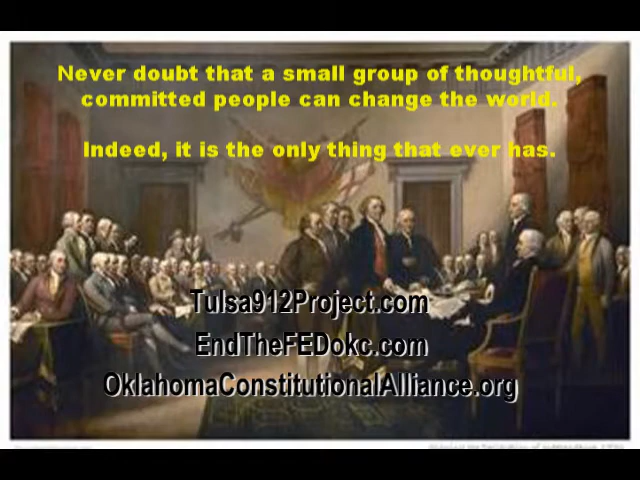 Never doubt that a small group of thoughtful,
committed people can change the world.
Indeed, it is the only thing that ever has.
Tulsa912Project.com
EndTheFEDokc.com
OklahomaConstitutionalAlliance.org